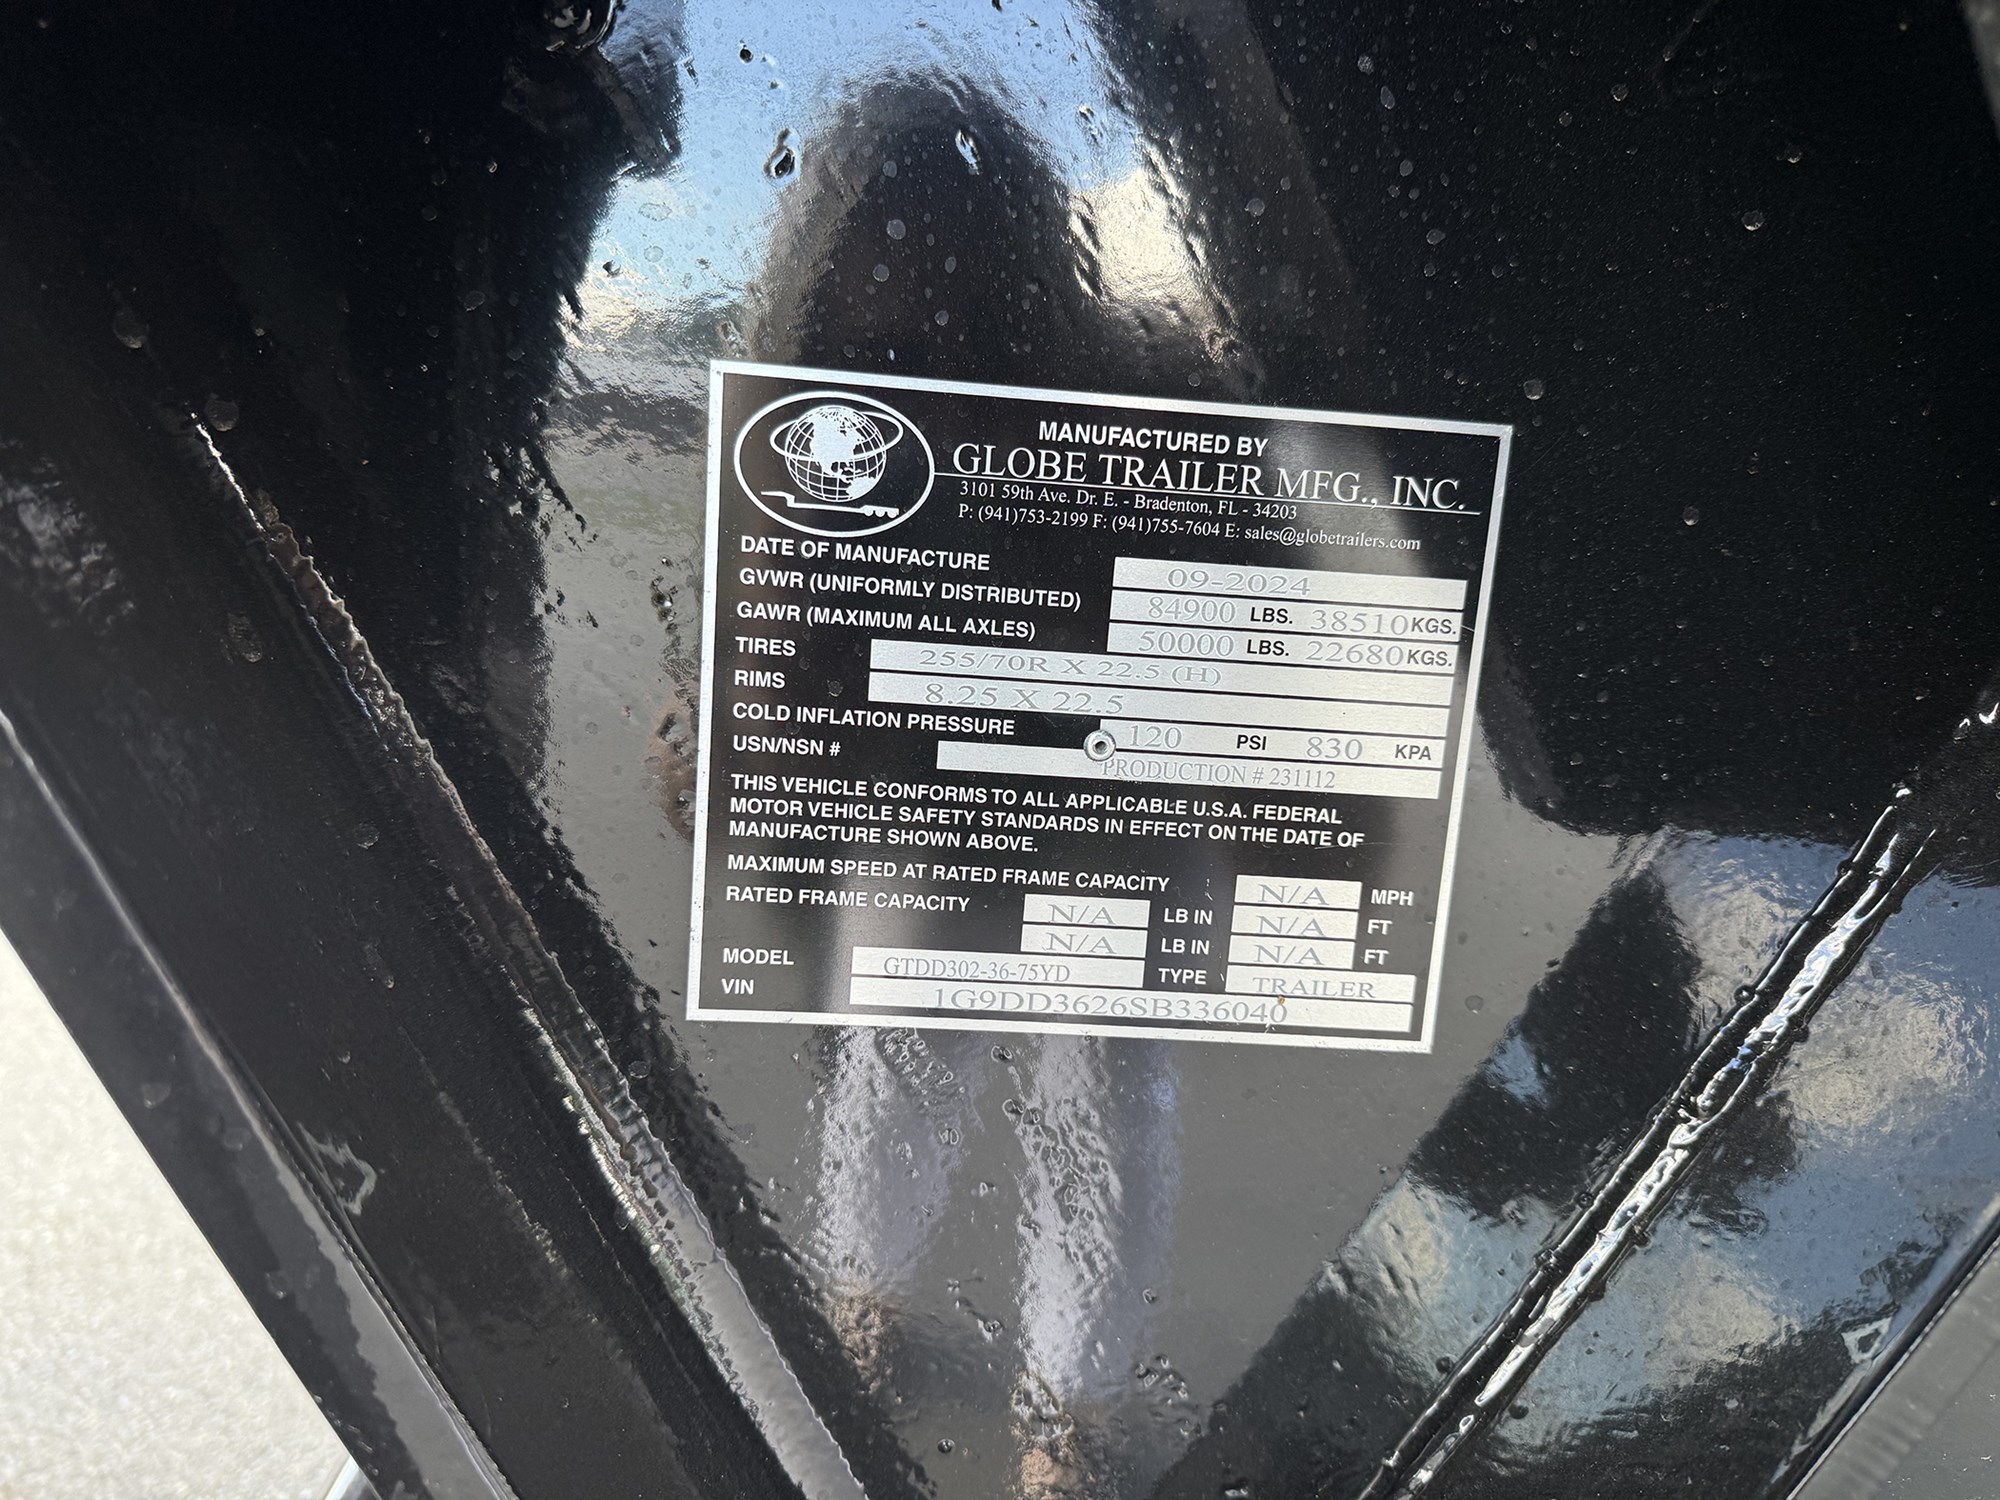 MANUFACTURED BY
GLOBE TRAILER MFG., INC.
3101 59th Ave. Dr. E. - Bradenton, FL - 34203
P: (941)753-2199 F: (941)755-7604 E: sales@globetrailers.com
DATE OF MANUFACTURE 09-2024
GVWR (UNIFORMLY DISTRIBUTED) 84900 LBS. 38510 KGS.
GAWR (MAXIMUM ALL AXLES) 50000 LBS. 22680 KGS.
TIRES 255/70R X 22.5 (H)
RIMS 8.25 X 22.5
COLD INFLATION PRESSURE 120 PSI 830 KPA
USN/NSN # PRODUCTION # 231112
THIS VEHICLE CONFORMS TO ALL APPLICABLE U.S.A. FEDERAL
MOTOR VEHICLE SAFETY STANDARDS IN EFFECT ON THE DATE OF
MANUFACTURE SHOWN ABOVE.
MAXIMUM SPEED AT RATED FRAME CAPACITY N/A MPH
RATED FRAME CAPACITY N/A LB IN N/A FT
N/A LB IN N/A FT
MODEL GTDD302-36-75YD TYPE TRAILER
VIN 1G9DD3626SB336040